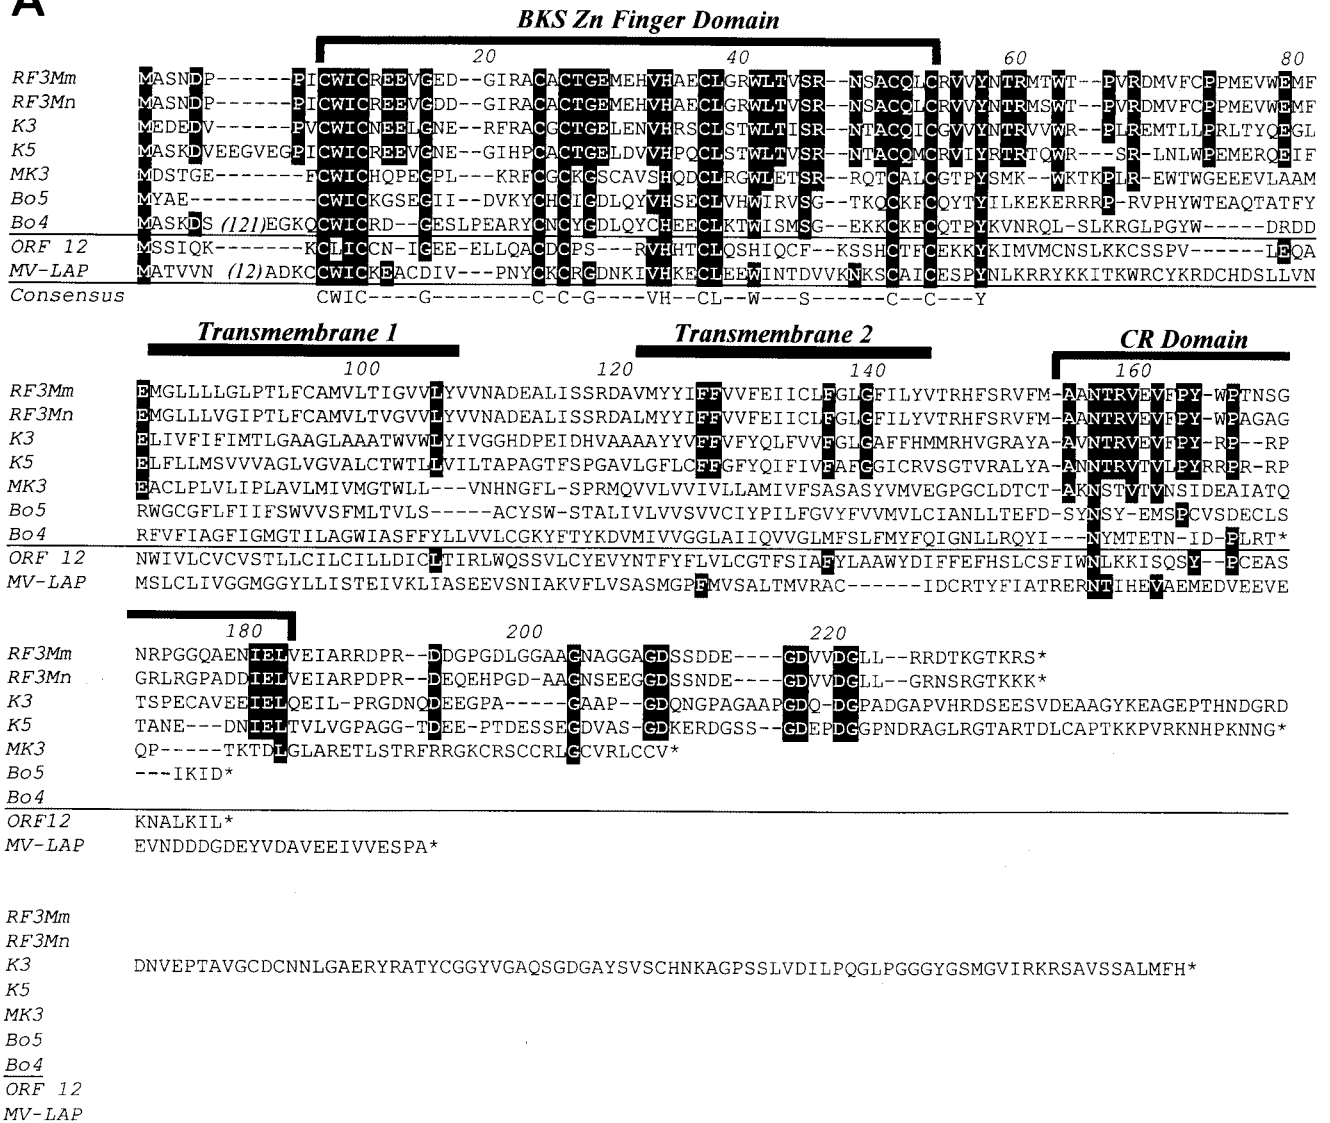 A
BKS Zn Finger Domain
20 40 60 80
RF3Mm MASNDP------PICWICREEVGED--GIRACACTGEMEHVHAECLGRWLTVSR--NSACQLCRVVYNTRMTWT--PVRDMVFCPPMEVWEMF
RF3Mn MASNDP------PICWICREEVGDD--GIRACACTGEMEHVHAECLGRWLTVSR--NSACQLCRVVYNTRMSWT--PVRDMVFCPPMEVWEMF
K3 MEDEDV------PVCWICNEELGNE--RFRACGCTGELENVHRSCLSTWLTISR--NTACQICGVVYNTRVVWR--PLREMTLLPRLTYQEGL
K5 MASKDVEEGVEGPICWICREEVGNE--GIHPCACTGELDVVHPQCLSTWLTVSR--NTACQMCRVIYRTRTQWR---SR-LNLWPEMERQEIF
MK3 MDSTGE-------FCWICHQPEGPL---KRFCGCKGSCAVSHQDCLRGWLETSR--RQTCALCGTPYSMK---WKTKPLR-EWTWGEEEVLAAM
Bo5 MYAE----------CWICKGSEGII--DVKYCHCIGDLQYVHSECLVHWIRVSG--TKQCKFCQYTYILKEKERRRP-RVPHYWTEAQTATFY
Bo4 MASKDS (121)EGKQCWICRD--GESLPEARYCNCYGDLQYCHEECLKTWISMSG--EKKCKFCQTPYKVNRQL-SLKRGLPGYW-----DRDD
ORF 12 MSSIQK-------KCLICCN-IGEE-ELLQACDCPS--RVHHTCLQSHIQCF--KSSHCTFCEKKYKIMVMCNSLKKCSSPV------LEQA
MV-LAP MATVVN (12)ADKCCWICKEACDIV---PNYCKCRGDNKIVHKECLEEWINTDVVKNKSCAICESPYNLKRRYKKITKWRCYKRDCHDSLLVN
Consensus CWIC----G--------C-C-G----VH--CL--W---S------C--C---Y
Transmembrane 1 Transmembrane 2 CR Domain
100 120 140 160
RF3Mm EMGLLLLGLPTLFCAMVLTIGVVLYVVNADEALISSRDAVMYYIFFVVFEIICLFGLGFILYVTRHFSRVFM-AANTRVEVFPY-WPTNSG
RF3Mn EMGLLLVGIPTLFCAMVLTIGVVLYVVNADEALISSRDALMYYIFFVVFEIICLFGLGFILYVTRHFSRVFM-AANTRVEVFPY-WPAGAG
K3 ELIVFIFIMTLGAAGLAAATWVWLYIVGGHDPEIDHVAAAAYYVFFVFYQLFVVFGLGAFFHMMRHVGRAYA-AVNTRVEVFPY-RP--RP
K5 ELFLLMSVVVAGLVGVALCTWTLLVILTAPAGTFSPGAVLGFLCFFGFYQIFIVFAFGGICRVSGTVRALYA-ANNTRVTVLPYRRPR-RP
MK3 EACLPLVLIPLAVLMIVMGTWLL---VNHNGFL-SPRMQVVLVVIVLLAMIVFSASASYVMVEGPGCLDTCT-AKNSTVTVNSIDEAIATQ
Bo5 RWGCGFLFIIFSWVVSFMLTVLS-----ACYSW-STALIVLVVSVVCIYPILFGVYFVVMVLCIANLLTEFD-SYNSY-EMSPCVSDECLS
Bo4 RFVFIAGFIGMGTILAGWIASFFYLLVVLCGKYFTYKDVMIVVGGLAIIQVVGLMFSLFMYFQIGNLLRQYI---NYMTETN-ID-PLRT*
ORF 12 NWIVLCVCVSTLLCILCILLDICLTIRLWQSSVLCYEVYNTFYFLVLCGTFSIAFYLAAWYDIFFEFHSLCSFIWNLKKISQSY--PCEAS
MV-LAP MSLCLIVGGMGGYLLISTEIVKLIASEEVSNIAKVFLVSASMGPFMVSALTMVRAC------IDCRTYFIATRERNTIHEVAEMEDVEEVE
180 200 220
RF3Mm NRPGGQAENIELVEIARRDPR--DDGPGDLGGAAGNAGGAGDSSDDE----GDVVDGLL--RRDTKGTKRS*
RF3Mn GRLRGPADDIELVEIARPDPR--DEQEHPGD-AAGNSEEGGDSSNDE----GDVVDGLL--GRNSRGTKKK*
K3 TSPECAVEEIELQEIL-PRGDNQDEEGPA-----GAAP--GDQNGPAGAAPGDQ-DGPADGAPVHRDSEESVDEAAGYKEAGEPTHNDGRD
K5 TANE---DNIELTVLVGPAGG-TDEE-PTDESSEGDVAS-GDKERDGSS--GDEPDGGPNDRAGLRGTARTDLCAPTKKPVRKNHPKNNG*
MK3 QP-----TKTDLGLARETLSTRFRRGKCRSCCRLGCVRLCCV*
Bo5 ---IKID*
Bo4
ORF12 KNALKIL*
MV-LAP EVNDDDGDEYVDAVEEIVVESPA*
RF3Mm
RF3Mn
K3 DNVEPTAVGCDCNNLGAERYRATYCGGYVGAQSGDGAYSVSCHNKAGPSSLVDILPQGLPGGGYGSMGVIRKRSAVSSALMFH*
K5
MK3
Bo5
Bo4
ORF 12
MV-LAP